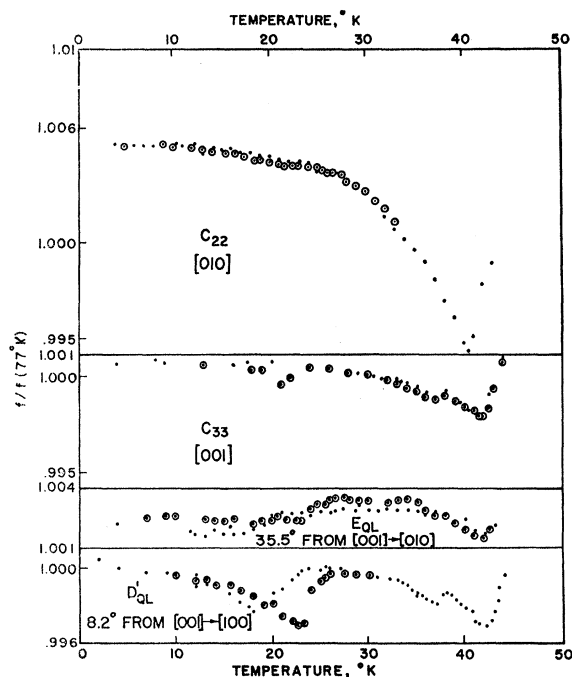 TEMPERATURE, °K
0 10 20 30 40 50
1.01
1.006
1.000
.995
C22
[010]
1.001
1.000
.995
C33
[001]
f/f (77°K)
1.004
EQL
35.5° FROM [001]→[010]
1.001
1.000
D'QL
8.2° FROM [001]→[100]
.996
0 10 20 30 40 50
TEMPERATURE, °K